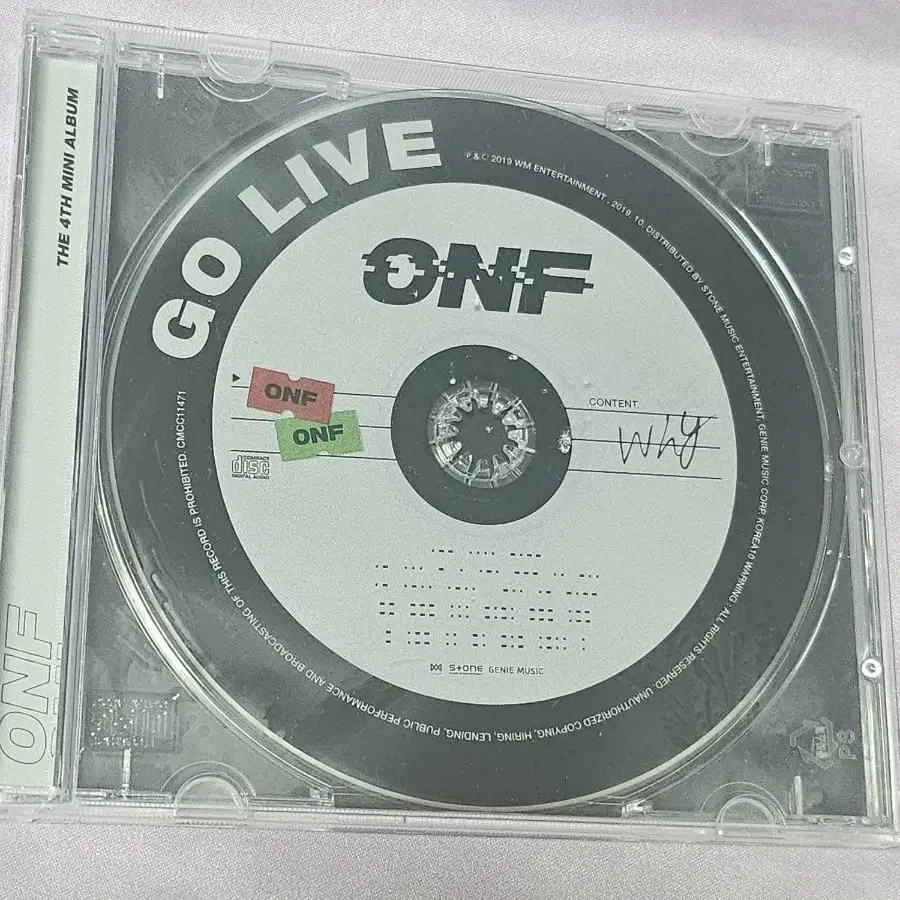 THE 4TH MINI ALBUM
ONF
GO LIVE
℗ & © 2019 WM ENTERTAINMENT - 2019. 10. DISTRIBUTED BY STONE MUSIC ENTERTAINMENT, GENIE MUSIC CORP. KOREA
WARNING : ALL RIGHTS RESERVED. UNAUTHORIZED COPYING, HIRING, LENDING, PUBLIC PERFORMANCE AND BROADCASTING OF THIS RECORD IS PROHIBITED. CMCC11471
ONF
ONF
ONF
CONTENT.
Why
COMPACT
disc
DIGITAL AUDIO
STONE
GENIE MUSIC
PS